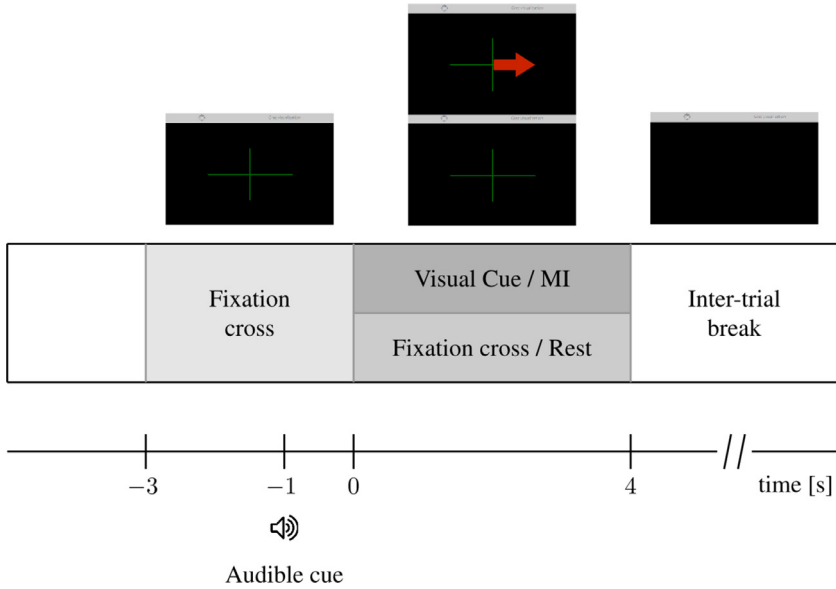 Fixation
cross
Visual Cue / MI
Fixation cross / Rest
Inter-trial
break
−3
−1
0
4
time [s]
Audible cue